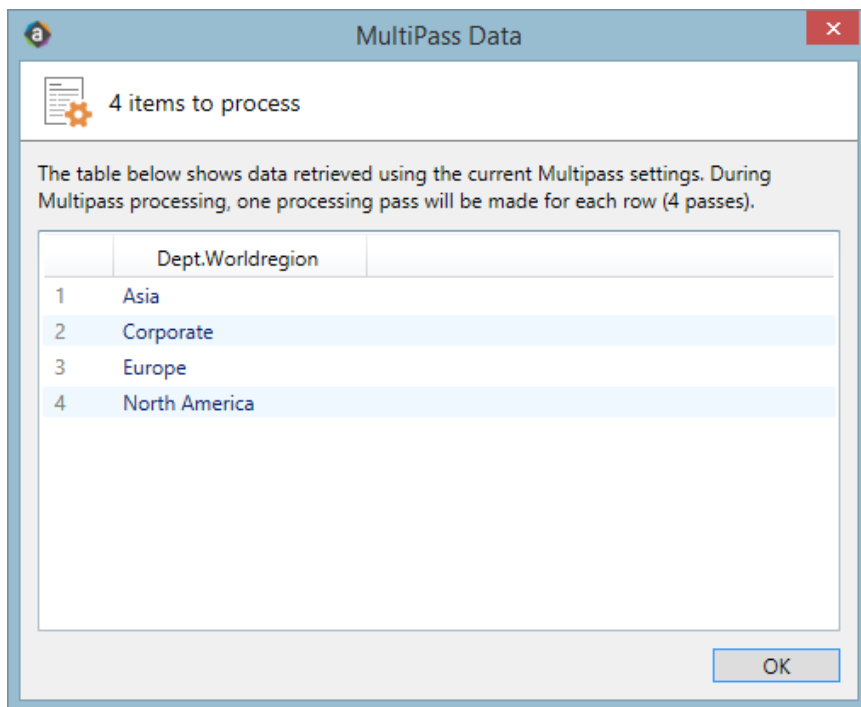 MultiPass Data
4 items to process
The table below shows data retrieved using the current Multipass settings. During
Multipass processing, one processing pass will be made for each row (4 passes).
Dept.Worldregion
1 Asia
2 Corporate
3 Europe
4 North America
OK